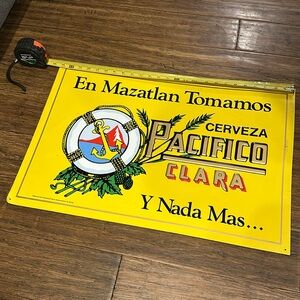 En Mazatlan Tomamos
CERVEZA
PACIFICO
CLARA
Y Nada Mas...